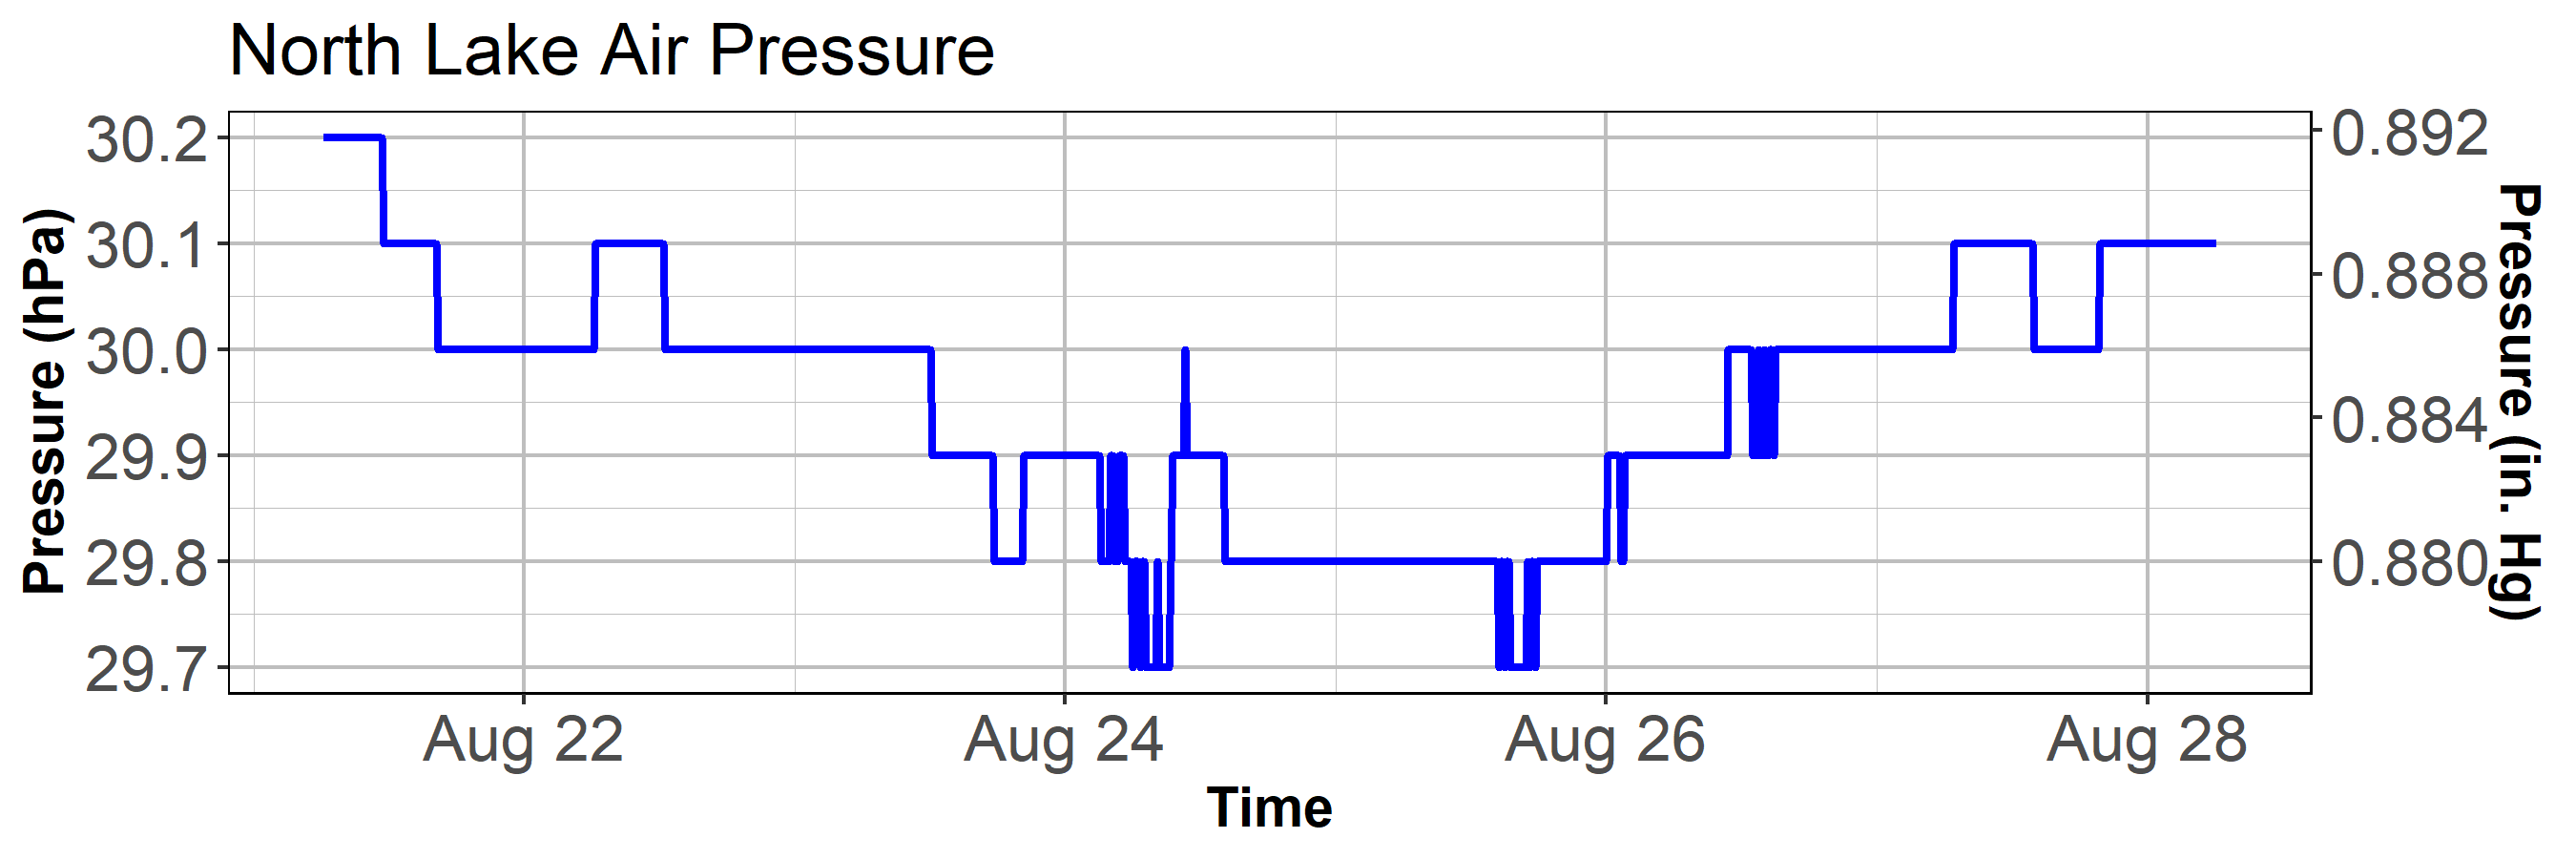 North Lake Air Pressure
Pressure (hPa)
30.2
30.1
30.0
29.9
29.8
29.7
0.892
0.888
0.884
0.880
Pressure (in. Hg)
Aug 22 Aug 24 Aug 26 Aug 28
Time